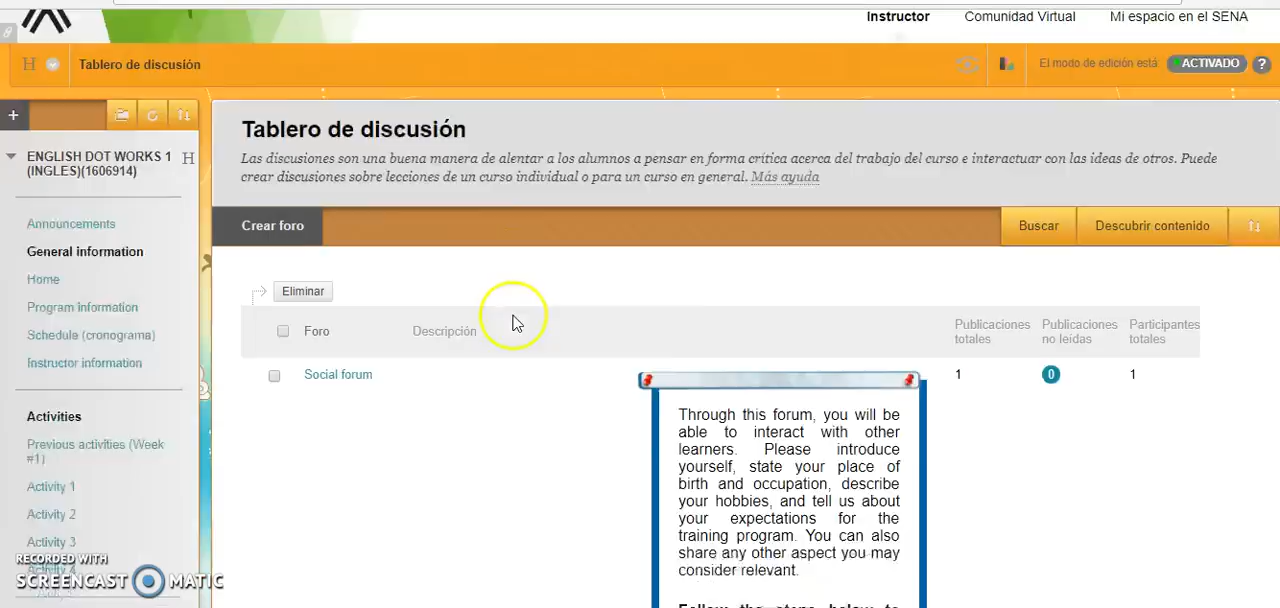 Instructor Comunidad Virtual Mi espacio en el SENA
H Tablero de discusión El modo de edición está: ACTIVADO ?
+
ENGLISH DOT WORKS 1 H
(INGLES)(1606914)
Announcements
General information
Home
Program Information
Schedule (cronograma)
Instructor information
Activities
Previous activities (Week
#1)
Activity 1
Activity 2
Activity 3
RECORDED WITH
SCREENCAST MATIC
Tablero de discusión
Las discusiones son una buena manera de alentar a los alumnos a pensar en forma crítica acerca del trabajo del curso e interactuar con las ideas de otros. Puede
crear discusiones sobre lecciones de un curso individual o para un curso en general. Más ayuda
Crear foro Buscar Descubrir contenido
Eliminar
Foro Descripción Publicaciones totales Publicaciones no leídas Participantes totales
Social forum 1 0 1
Through this forum, you will be
able to interact with other
learners. Please introduce
yourself, state your place of
birth and occupation, describe
your hobbies, and tell us about
your expectations for the
training program. You can also
share any other aspect you may
consider relevant.
Follow the steps below to